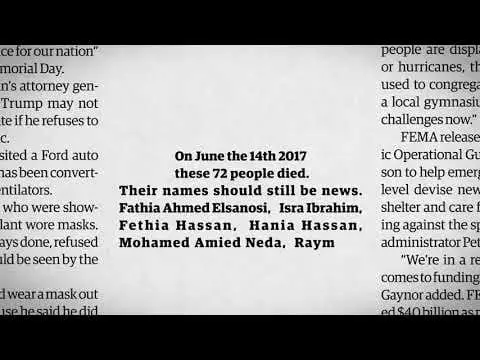 ce for our nation”
morial Day.
n’s attorney gen-
Trump may not
te if he refuses to
c.
sited a Ford auto
has been convert-
entilators.
who were show-
lant wore masks.
ays done, refused
uld be seen by the
d wear a mask out
use he said he did
On June the 14th 2017
these 72 people died.
Their names should still be news.
Fathia Ahmed Elsanosi, Isra Ibrahim,
Fethia Hassan, Hania Hassan,
Mohamed Amied Neda, Raym
people are displa
or hurricanes, th
used to congrega
a local gymnasiu
challenges now.”
FEMA release
ic Operational Gu
son to help emerg
level devise new
shelter and care f
ing against the sp
administrator Pet
“We’re in a re
comes to funding
Gaynor added. FE
ed $40 billion as p